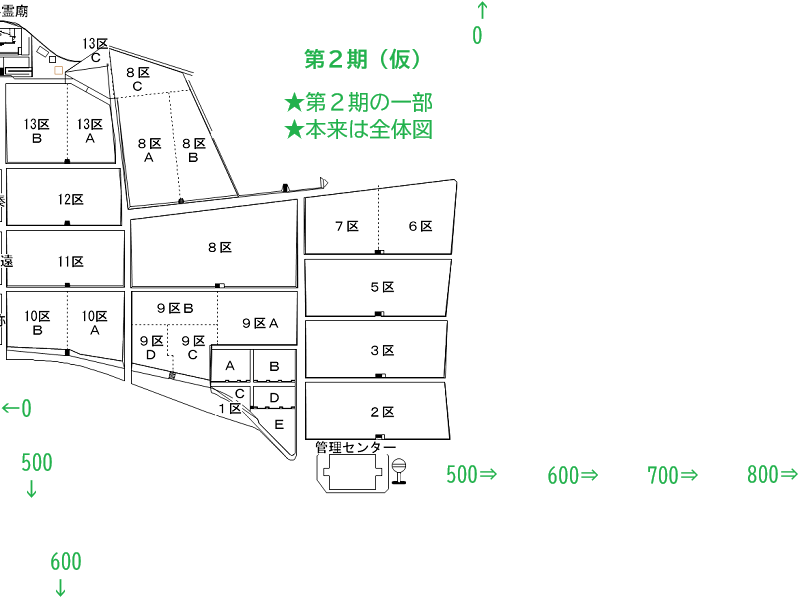 霊廟
↑
0
第２期（仮）
★第２期の一部
★本来は全体図
13区
C
8区
C
13区
B
13区
A
8区
A
8区
B
12区
7区
6区
8区
遠
11区
5区
10区
B
10区
A
9区B
9区A
9区
D
9区
C
3区
A
B
C
D
1区
E
2区
←0
管理センター
500
↓
500⇒
600⇒
700⇒
800⇒
600
↓